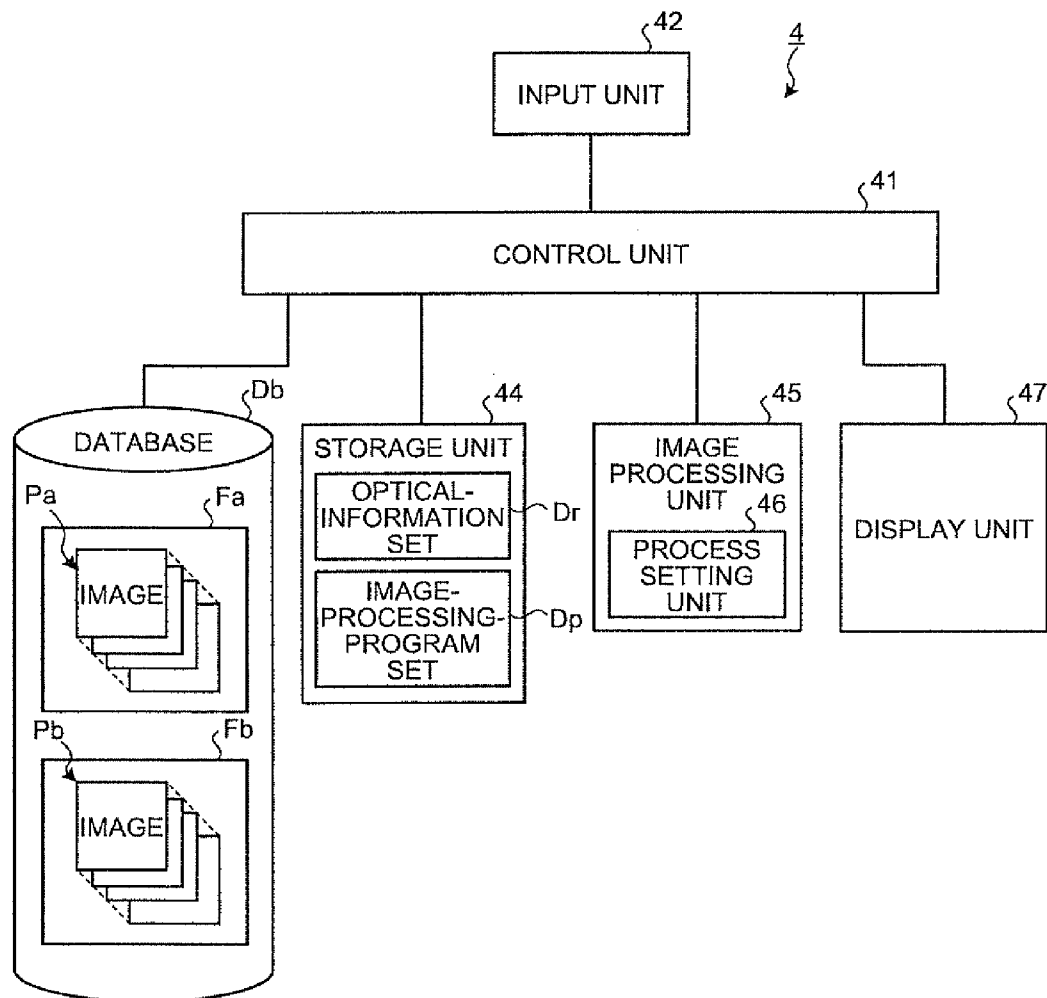 42
4
INPUT UNIT
41
CONTROL UNIT
Db
DATABASE
Pa
Fa
IMAGE
Pb
Fb
IMAGE
44
STORAGE UNIT
OPTICAL-
INFORMATION
SET
Dr
IMAGE-
PROCESSING-
PROGRAM
SET
Dp
45
IMAGE
PROCESSING
UNIT
46
PROCESS
SETTING
UNIT
47
DISPLAY UNIT